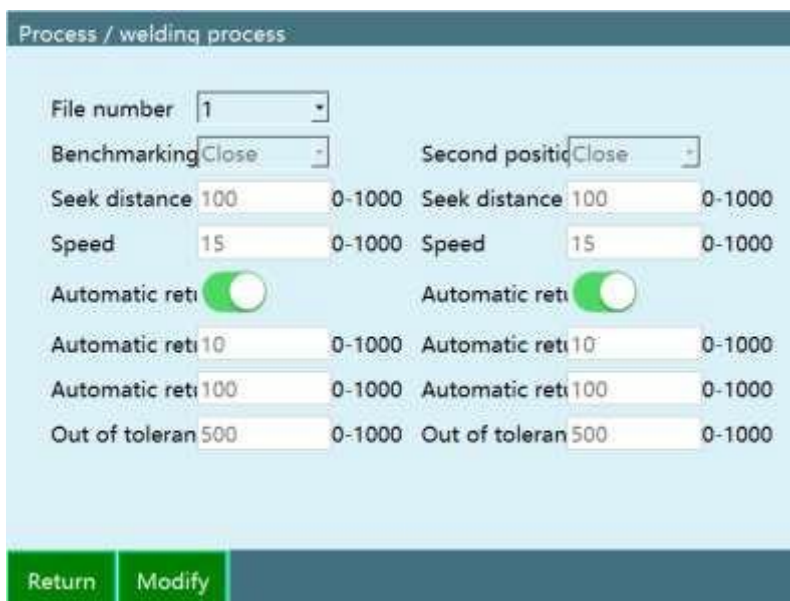 Process / welding process
File number 1
Benchmarking Close Second positic Close
Seek distance 100 0-1000 Seek distance 100 0-1000
Speed 15 0-1000 Speed 15 0-1000
Automatic retu Automatic retu
Automatic retu 10 0-1000 Automatic retu 10 0-1000
Automatic retu 100 0-1000 Automatic retu 100 0-1000
Out of toleran 500 0-1000 Out of toleran 500 0-1000
Return Modify